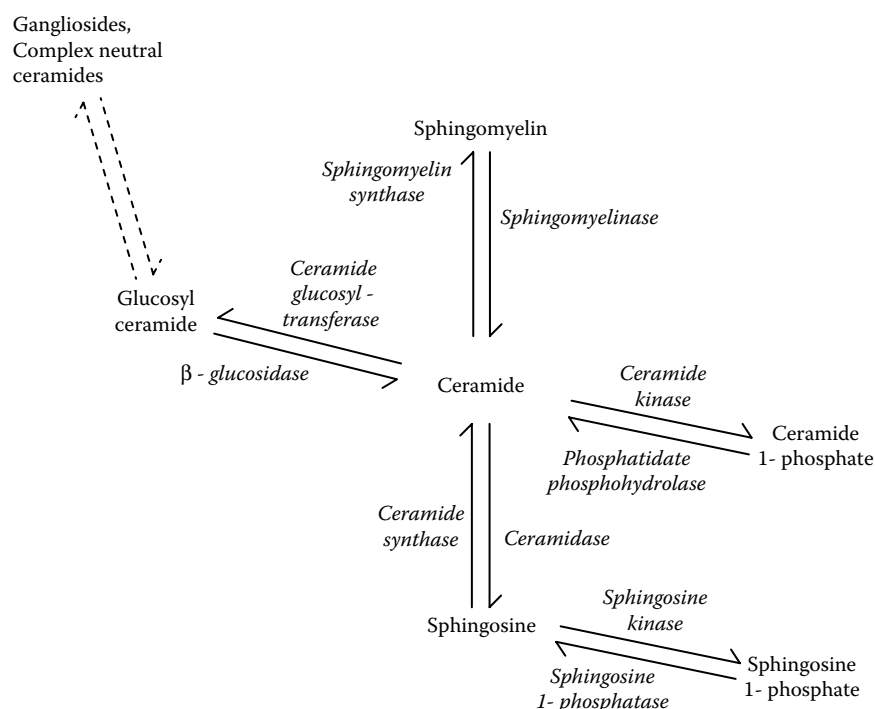 Gangliosides,
Complex neutral
ceramides
Sphingomyelin
Sphingomyelin
synthase
Sphingomyelinase
Ceramide
glucosyl -
transferase
Glucosyl
ceramide
β - glucosidase
Ceramide
Ceramide
kinase
Ceramide
1- phosphate
Phosphatidate
phosphohydrolase
Ceramide
synthase
Ceramidase
Sphingosine
Sphingosine
kinase
Sphingosine
1- phosphate
Sphingosine
1- phosphatase